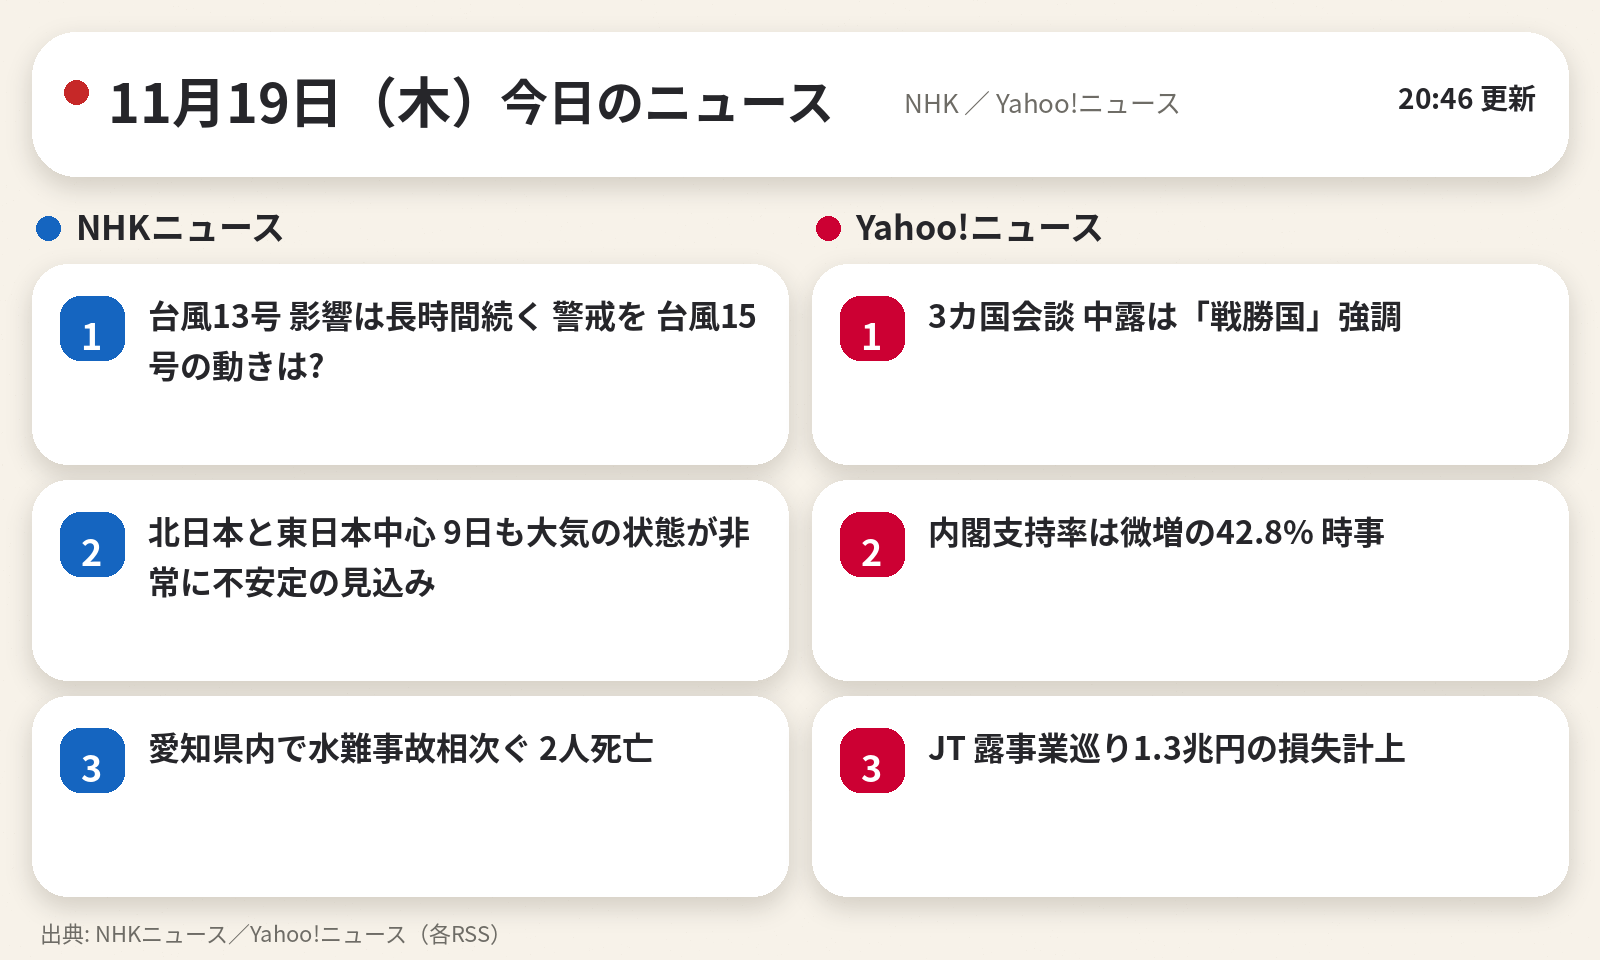 11月19日（木）今日のニュース
NHK ／ Yahoo!ニュース
20:46 更新
NHKニュース
1
台風13号 影響は長時間続く 警戒を 台風15
号の動きは?
2
北日本と東日本中心 9日も大気の状態が非
常に不安定の見込み
3
愛知県内で水難事故相次ぐ 2人死亡
Yahoo!ニュース
1
3カ国会談 中露は「戦勝国」強調
2
内閣支持率は微増の42.8% 時事
3
JT 露事業巡り1.3兆円の損失計上
出典: NHKニュース／Yahoo!ニュース（各RSS）